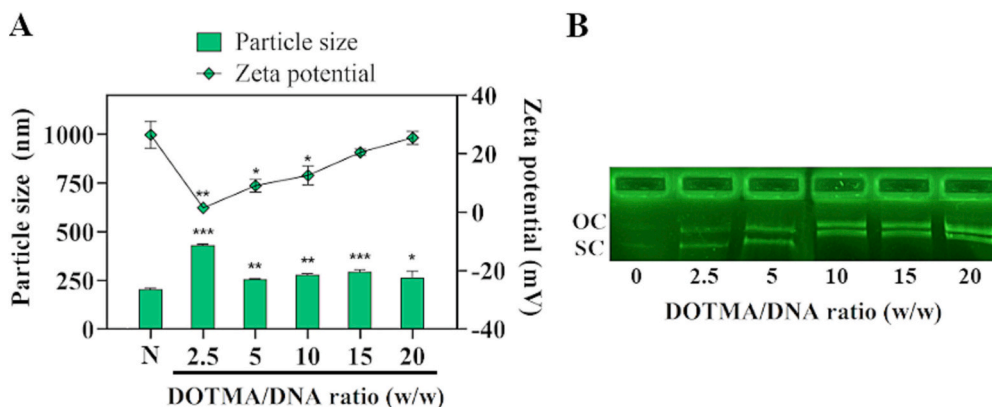 A
Particle size
Zeta potential
Particle size (nm)
1000
750
500
250
0
Zeta potential (mV)
40
20
0
-20
-40
**
*
*
***
**
**
***
*
N 2.5 5 10 15 20
DOTMA/DNA ratio (w/w)
B
OC
SC
0 2.5 5 10 15 20
DOTMA/DNA ratio (w/w)